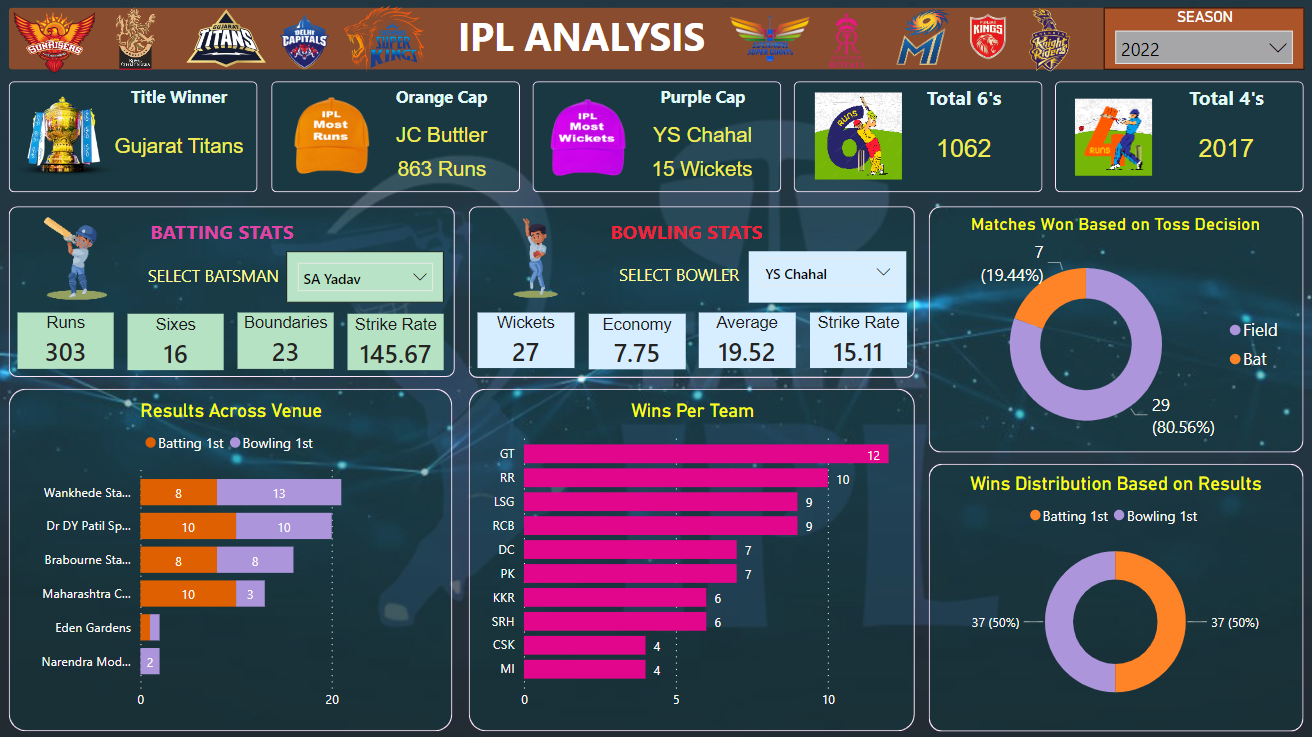 SUNRISERS
GUJARAT
TITANS
DELHI
CAPITALS
SUPER
KINGS
IPL ANALYSIS
PUNJAB
KINGS
Knight
Riders
SEASON
2022
Title Winner
Gujarat Titans
IPL
Most
Runs
Orange Cap
JC Buttler
863 Runs
IPL
Most
Wickets
Purple Cap
YS Chahal
15 Wickets
6 RUNS
Total 6's
1062
4 RUNS
Total 4's
2017
BATTING STATS
SELECT BATSMAN
SA Yadav
Runs
303
Sixes
16
Boundaries
23
Strike Rate
145.67
BOWLING STATS
SELECT BOWLER
YS Chahal
Wickets
27
Economy
7.75
Average
19.52
Strike Rate
15.11
Matches Won Based on Toss Decision
7
(19.44%)
29
(80.56%)
Field
Bat
Results Across Venue
Batting 1st Bowling 1st
Wankhede Sta... 8 13
Dr DY Patil Sp... 10 10
Brabourne Sta... 8 8
Maharashtra C... 10 3
Eden Gardens
Narendra Mod... 2
0 20
Wins Per Team
GT 12
RR 10
LSG 9
RCB 9
DC 7
PK 7
KKR 6
SRH 6
CSK 4
MI 4
0 5 10
Wins Distribution Based on Results
Batting 1st Bowling 1st
37 (50%) 37 (50%)
IPL